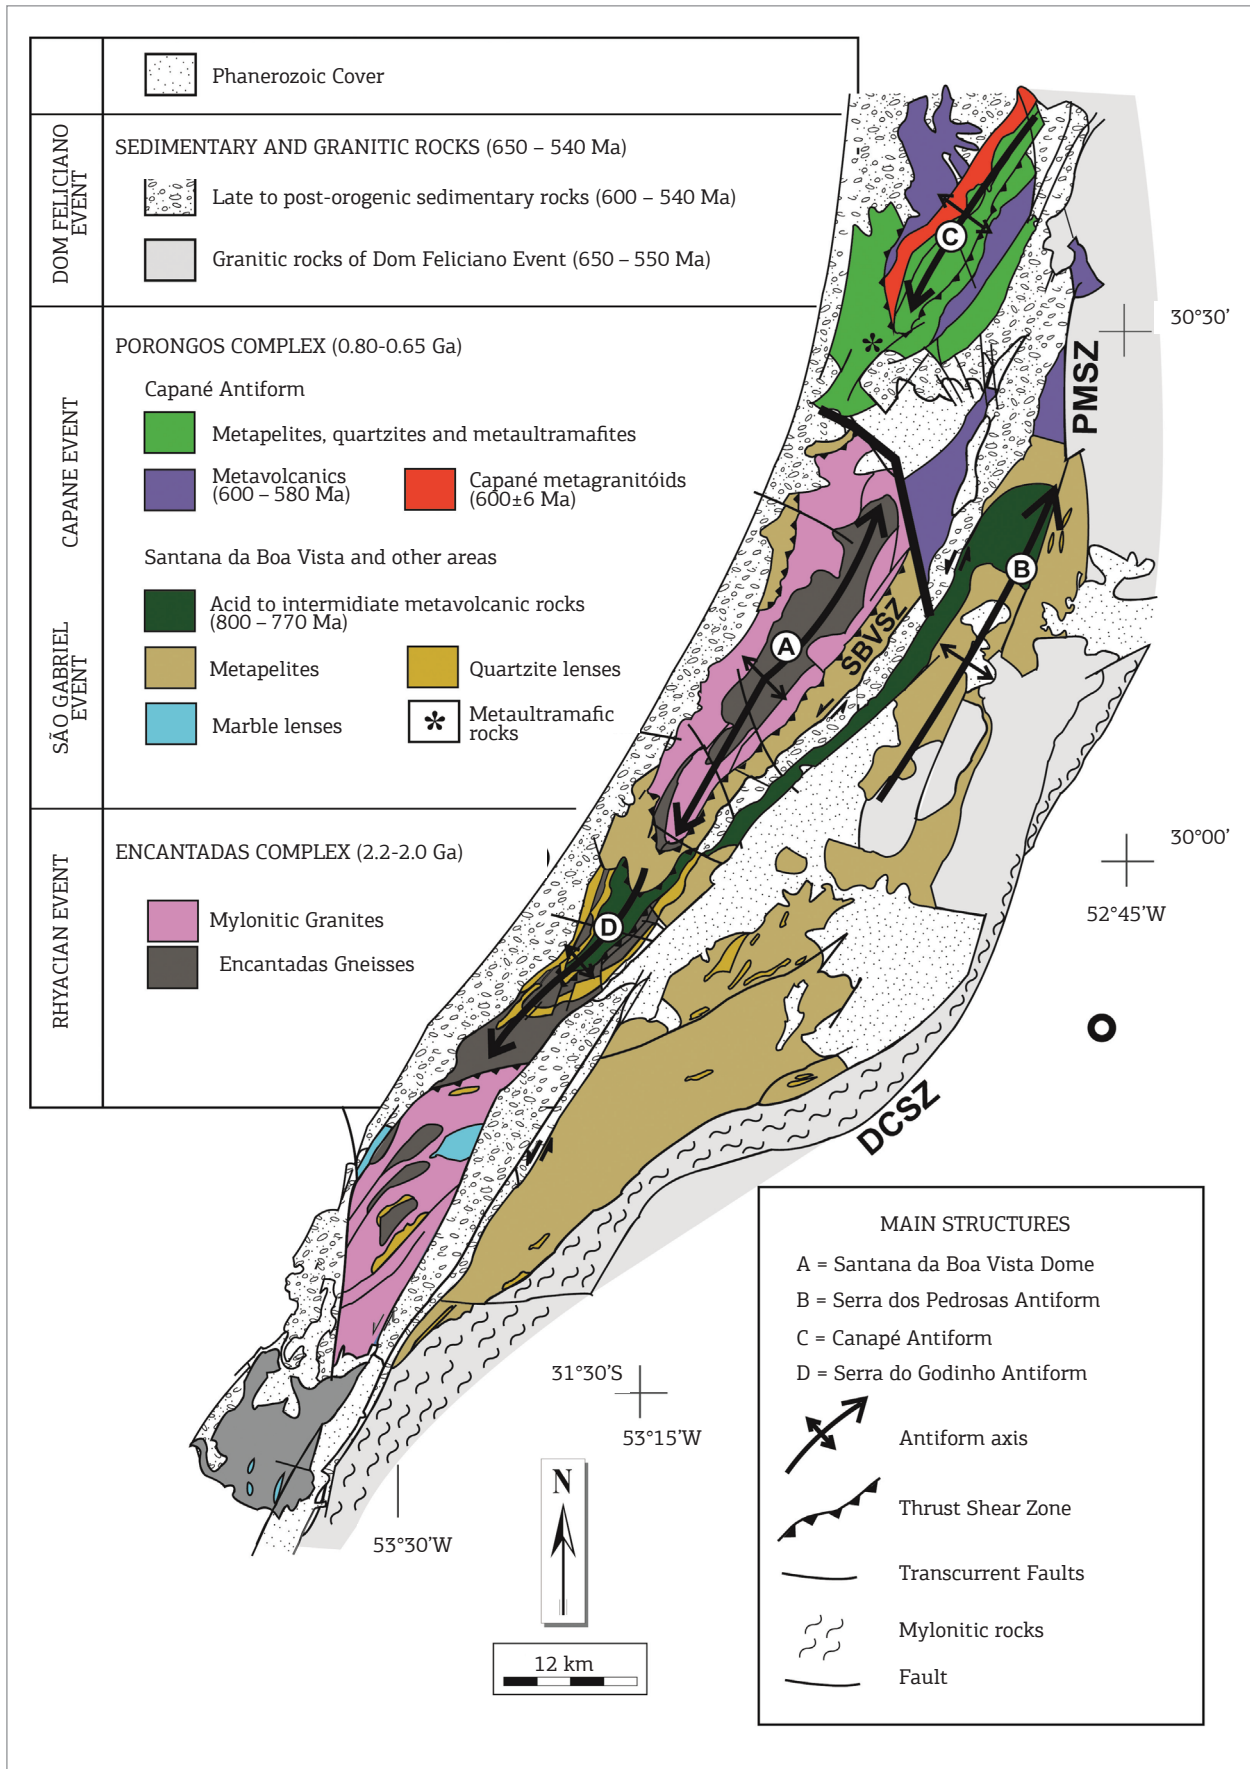 Phanerozoic Cover
DOM FELICIANO
EVENT
SEDIMENTARY AND GRANITIC ROCKS (650 – 540 Ma)
Late to post-orogenic sedimentary rocks (600 – 540 Ma)
Granitic rocks of Dom Feliciano Event (650 – 550 Ma)
CAPANE EVENT
SÃO GABRIEL
EVENT
PORONGOS COMPLEX (0.80-0.65 Ga)
Capané Antiform
Metapelites, quartzites and metaultramafites
Metavolcanics
(600 – 580 Ma)
Capané metagranitóids
(600±6 Ma)
Santana da Boa Vista and other areas
Acid to intermidiate metavolcanic rocks
(800 – 770 Ma)
Metapelites
Quartzite lenses
Marble lenses
*
Metaultramafic
rocks
RHYACIAN EVENT
ENCANTADAS COMPLEX (2.2-2.0 Ga)
Mylonitic Granites
Encantadas Gneisses
C
*
30°30'
PMSZ
B
A
SBVSZ
30°00'
52°45'W
D
DCSZ
31°30'S
53°15'W
53°30'W
N
12 km
MAIN STRUCTURES
A = Santana da Boa Vista Dome
B = Serra dos Pedrosas Antiform
C = Canapé Antiform
D = Serra do Godinho Antiform
Antiform axis
Thrust Shear Zone
Transcurrent Faults
Mylonitic rocks
Fault